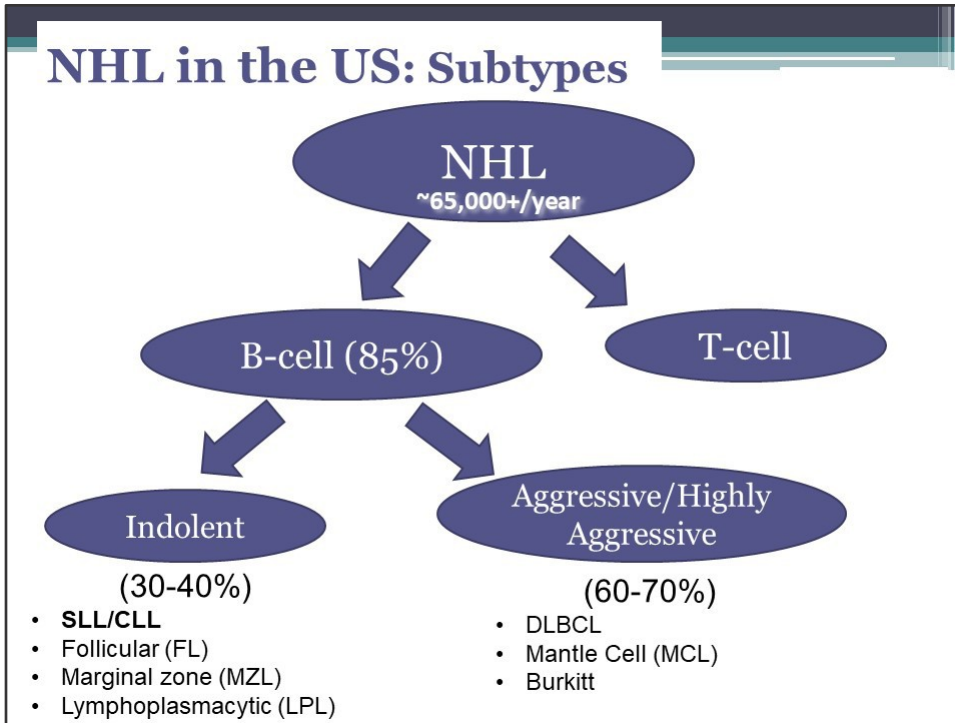 NHL in the US: Subtypes
NHL
~65,000+/year
B-cell (85%)
T-cell
Indolent
Aggressive/Highly
Aggressive
(30-40%)
• SLL/CLL
• Follicular (FL)
• Marginal zone (MZL)
• Lymphoplasmacytic (LPL)
(60-70%)
• DLBCL
• Mantle Cell (MCL)
• Burkitt